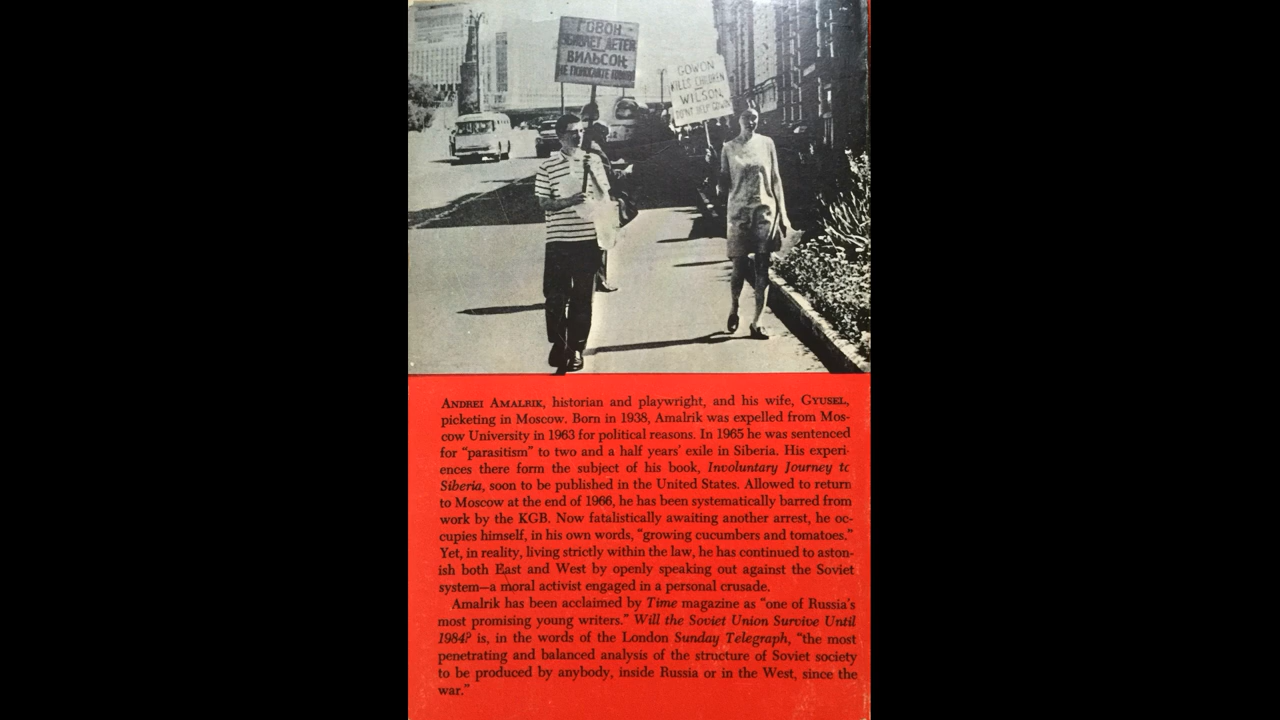 ГОВОН -
УБИВАЕТ ДЕТЕЙ
ВИЛЬСОН,
НЕ ПОМОГАЙТЕ ГОВОНУ
GOWON
KILLS CHILDREN
WILSON,
DON'T HELP GOWON
ANDREI AMALRIK, historian and playwright, and his wife, GYUSEL,
picketing in Moscow. Born in 1938, Amalrik was expelled from Mos-
cow University in 1963 for political reasons. In 1965 he was sentenced
for “parasitism” to two and a half years’ exile in Siberia. His experi-
ences there form the subject of his book, Involuntary Journey to
Siberia, soon to be published in the United States. Allowed to return
to Moscow at the end of 1966, he has been systematically barred from
work by the KGB. Now fatalistically awaiting another arrest, he oc-
cupies himself, in his own words, “growing cucumbers and tomatoes.”
Yet, in reality, living strictly within the law, he has continued to aston-
ish both East and West by openly speaking out against the Soviet
system—a moral activist engaged in a personal crusade.
Amalrik has been acclaimed by Time magazine as “one of Russia’s
most promising young writers.” Will the Soviet Union Survive Until
1984? is, in the words of the London Sunday Telegraph, “the most
penetrating and balanced analysis of the structure of Soviet society
to be produced by anybody, inside Russia or in the West, since the
war.”